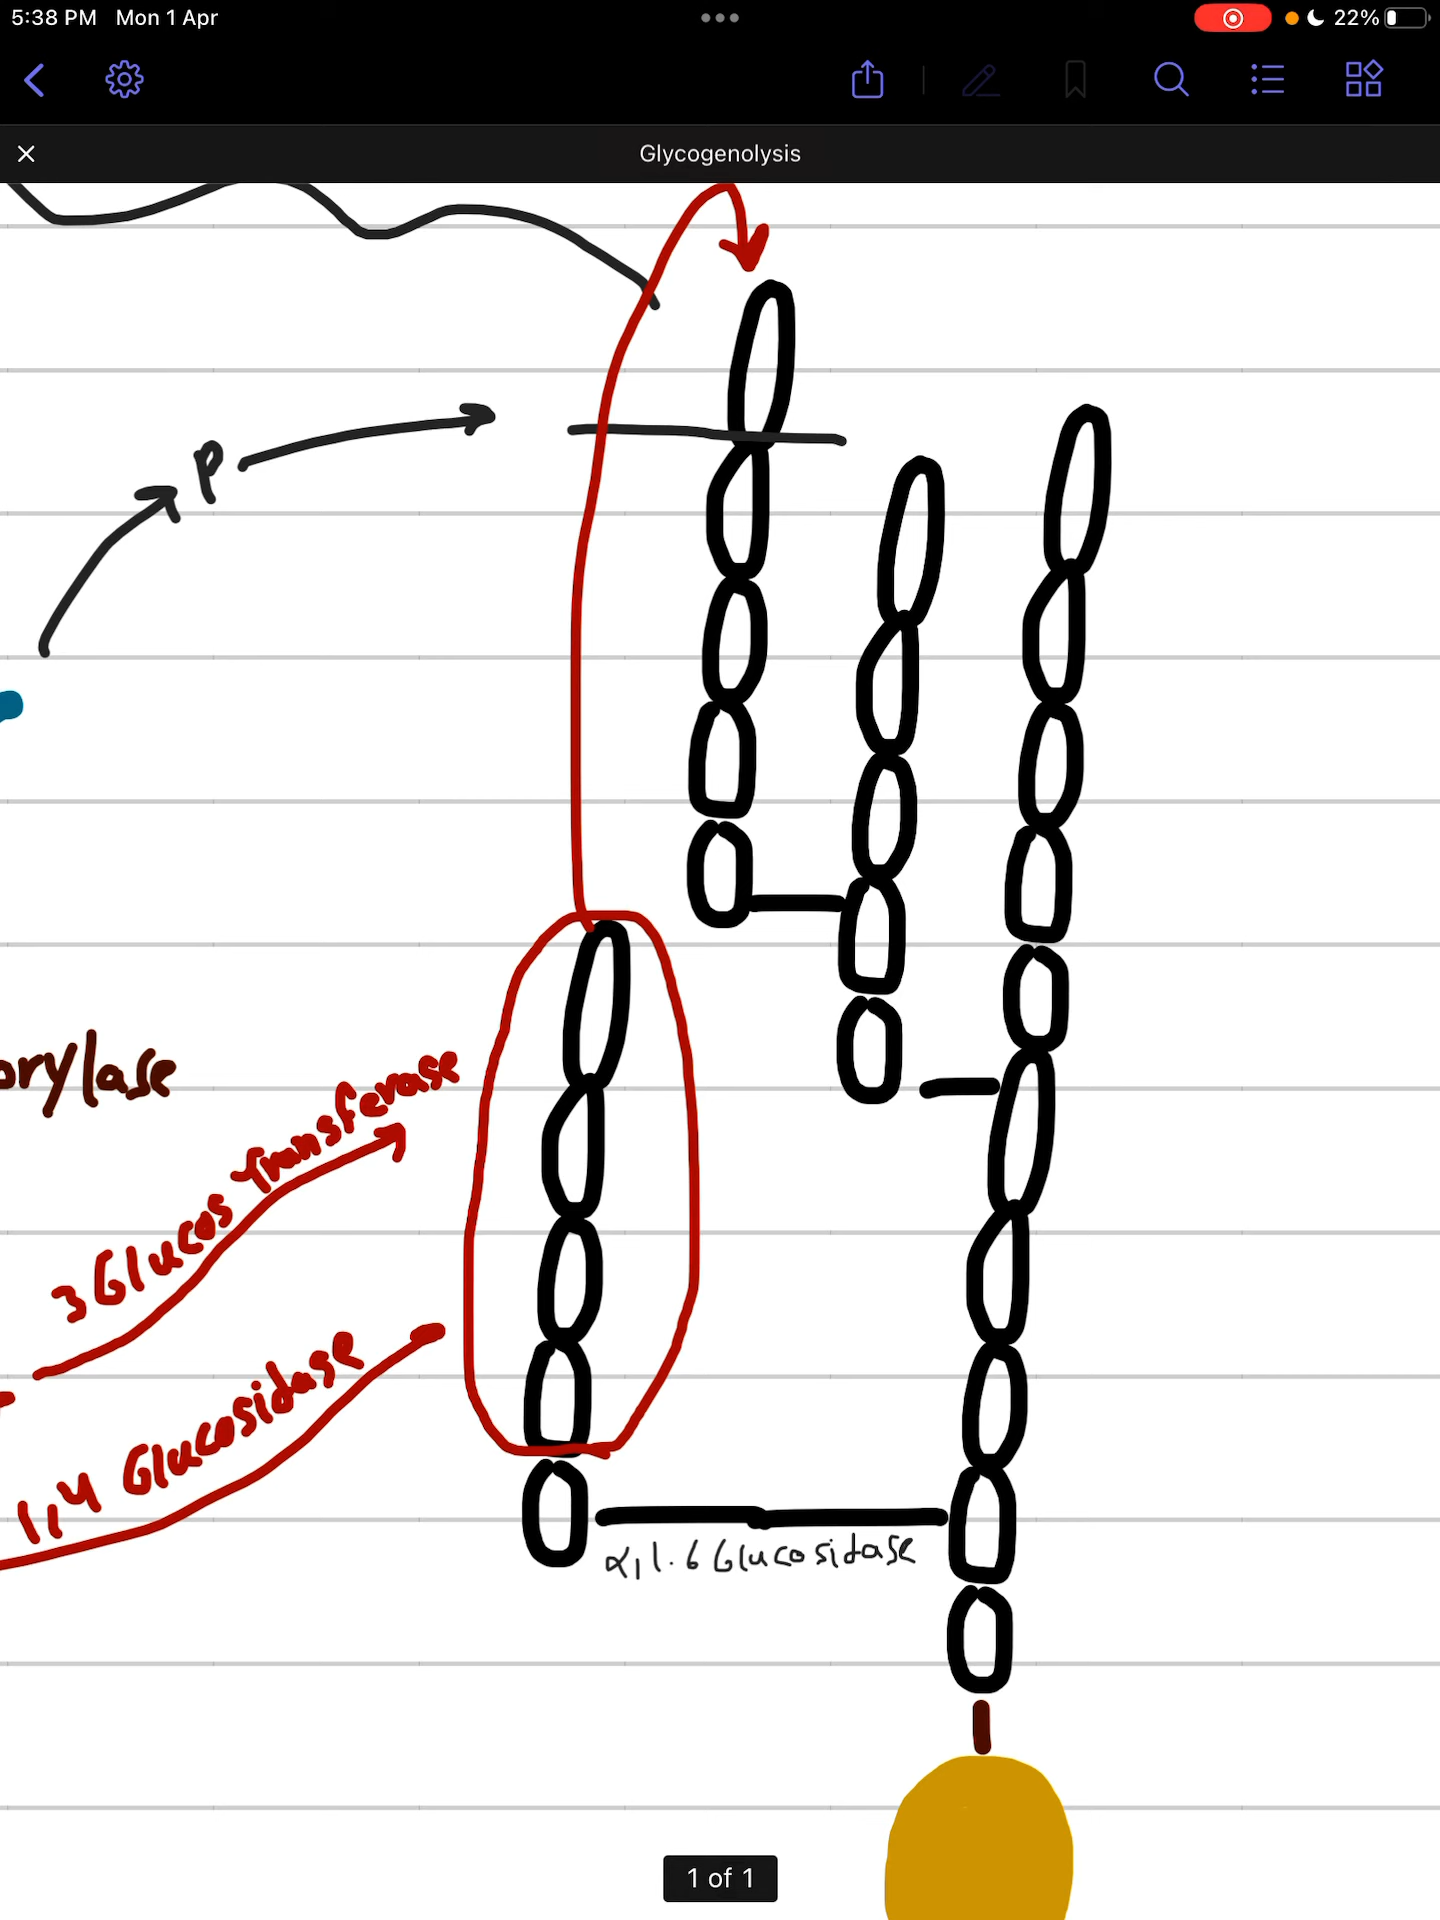 5:38 PM Mon 1 Apr
22%
Glycogenolysis
P
orylase
3 Glucos transferase
1,4 Glucosidase
α,1.6 Glucosidase
1 of 1